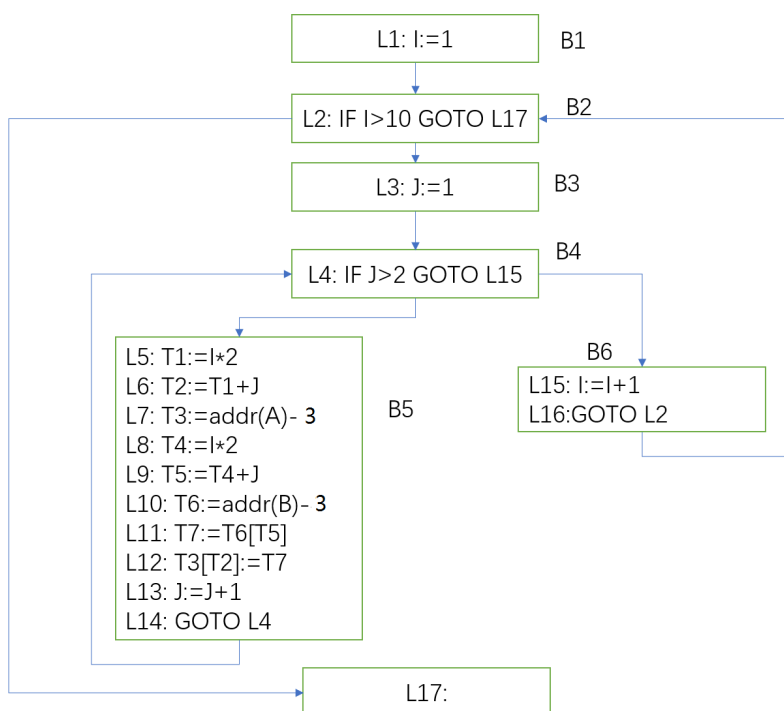 L1: I:=1
B1
B2
L2: IF I>10 GOTO L17
L3: J:=1
B3
B4
L4: IF J>2 GOTO L15
L5: T1:=I*2
L6: T2:=T1+J
L7: T3:=addr(A)- 3
L8: T4:=I*2
L9: T5:=T4+J
L10: T6:=addr(B)- 3
L11: T7:=T6[T5]
L12: T3[T2]:=T7
L13: J:=J+1
L14: GOTO L4
B5
B6
L15: I:=I+1
L16:GOTO L2
L17: